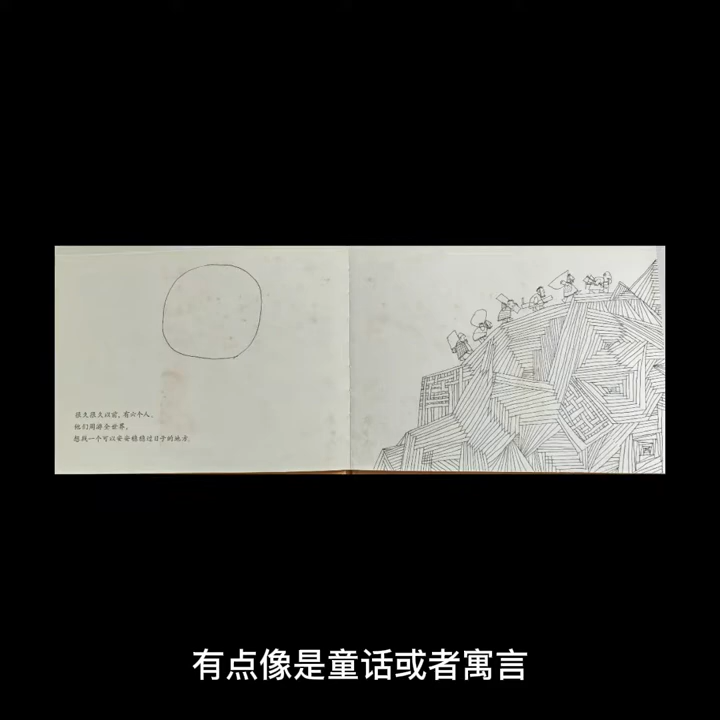 很久很久以前，有六个人，
他们周游全世界，
想找一个可以安安稳稳过日子的地方。
有点像是童话或者寓言